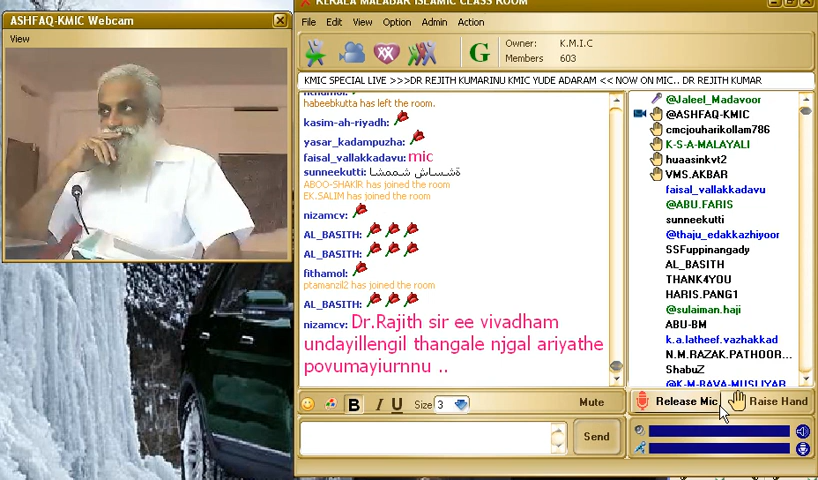 ASHFAQ-KMIC Webcam
View
KERALA MALABAR ISLAMIC CLASS ROOM
File Edit View Option Admin Action
G
Owner: K.M.I.C
Members 603
KMIC SPECIAL LIVE >>>DR REJITH KUMARINU KMIC YUDE ADARAM << NOW ON MIC.. DR REJITH KUMAR
fithamol:
habeebkutta has left the room.
kasim-ah-riyadh:
yasar_kadampuzha:
faisal_vallakkadavu: mic
sunneekutti: ةشساش شممشا
ABOO-SHAKIR has joined the room
EK.SALIM has joined the room
nizamcv:
AL_BASITH:
AL_BASITH:
fithamol:
ptamanzil2 has joined the room
AL_BASITH:
nizamcv: Dr.Rajith sir ee vivadham
undayillengil thangale njgal ariyathe
povumayiurnnu ..
@Jaleel_Madavoor
@ASHFAQ-KMIC
cmcjouharikollam786
K-S-A-MALAYALI
huaasinkvt2
VMS.AKBAR
faisal_vallakkadavu
@ABU.FARIS
sunneekutti
@thaju_edakkazhiyoor
SSFuppinangady
AL_BASITH
THANK4YOU
HARIS.PANG1
@sulaiman.haji
ABU-BM
k.a.latheef.vazhakkad
N.M.RAZAK.PATHOOR...
ShabuZ
@K-M-BAVA-MUSLIYAR
B I U Size 3 Mute
Release Mic Raise Hand
Send